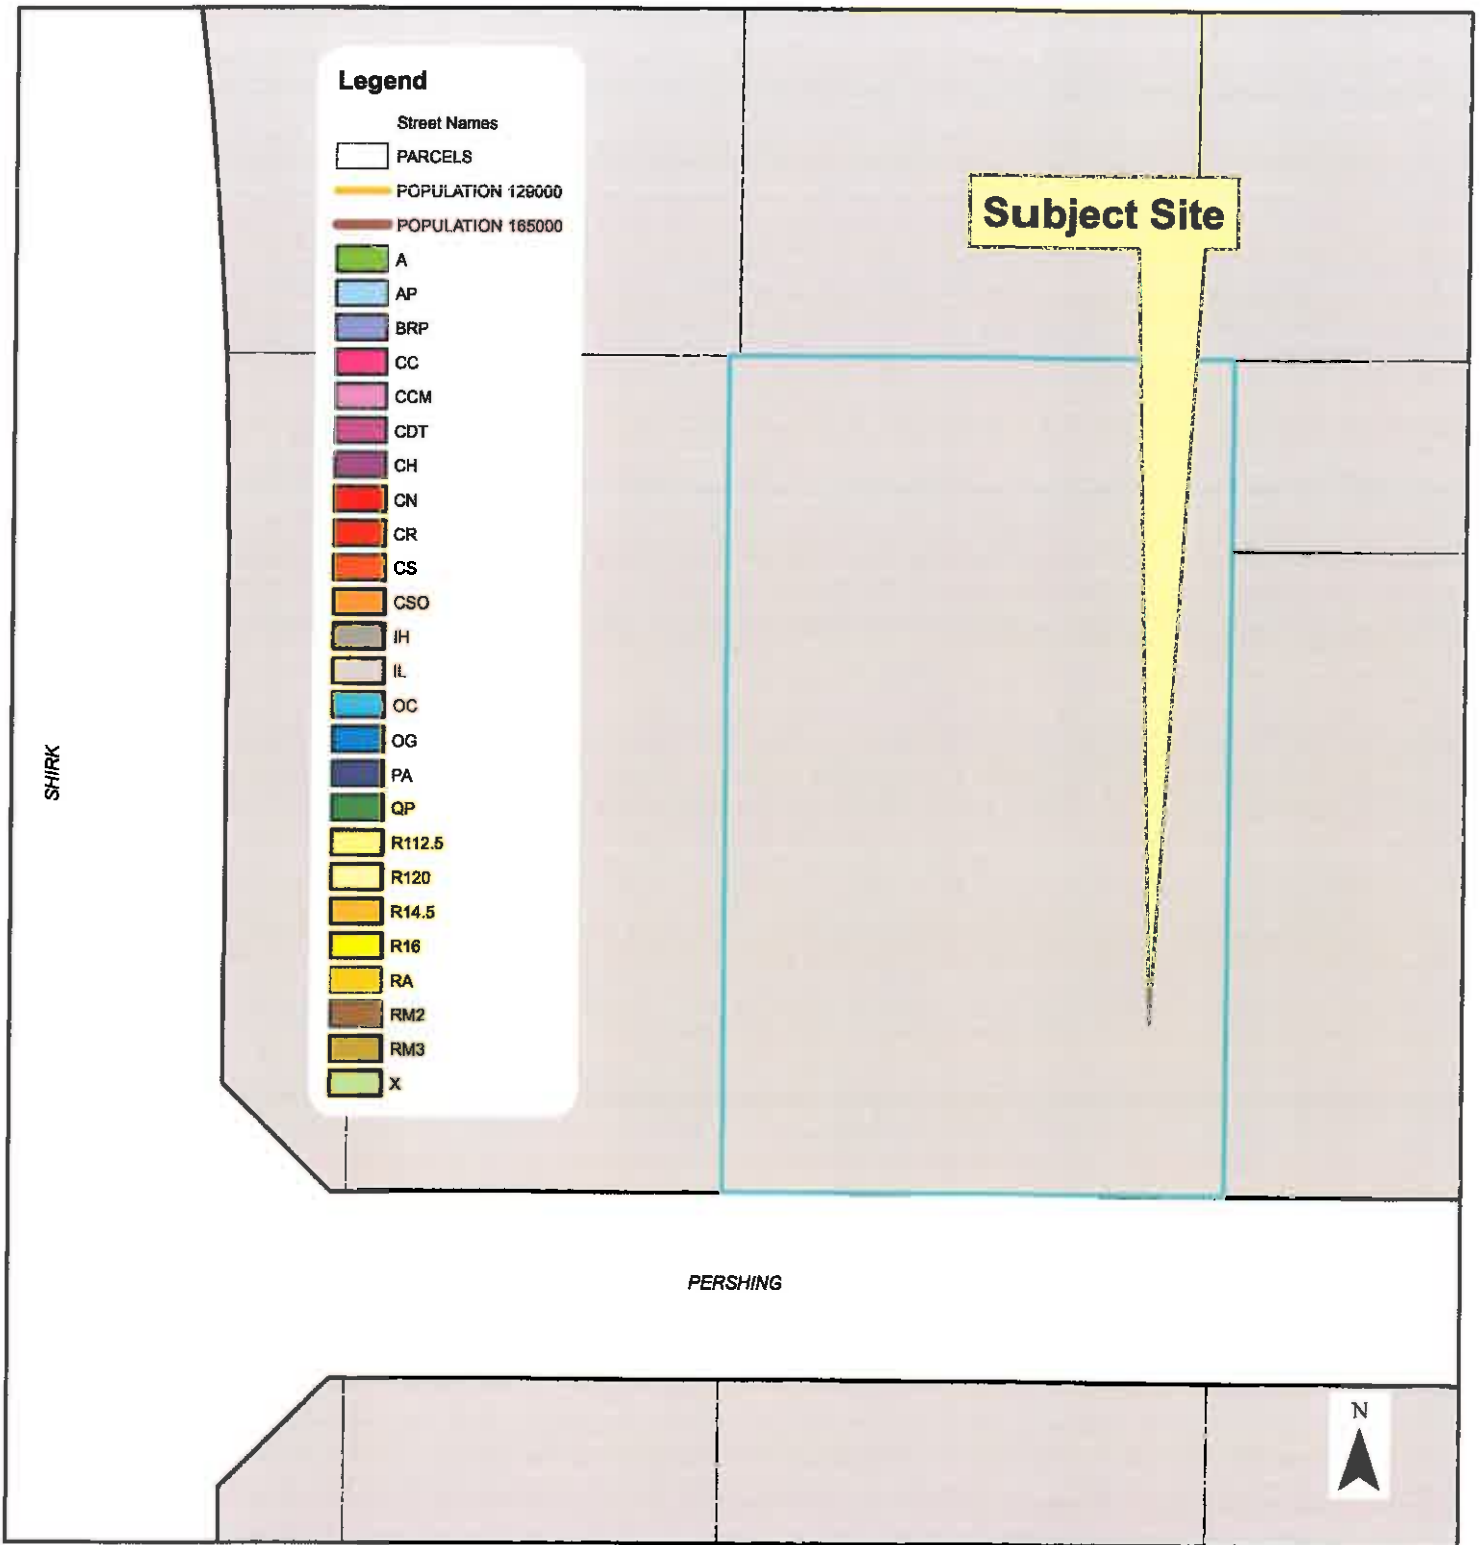 Legend
Street Names
PARCELS
POPULATION 129000
POPULATION 165000
A
AP
BRP
CC
CCM
CDT
CH
CN
CR
CS
CSO
IH
IL
OC
OG
PA
QP
R112.5
R120
R14.5
R16
RA
RM2
RM3
X
Subject Site
SHIRK
PERSHING
N